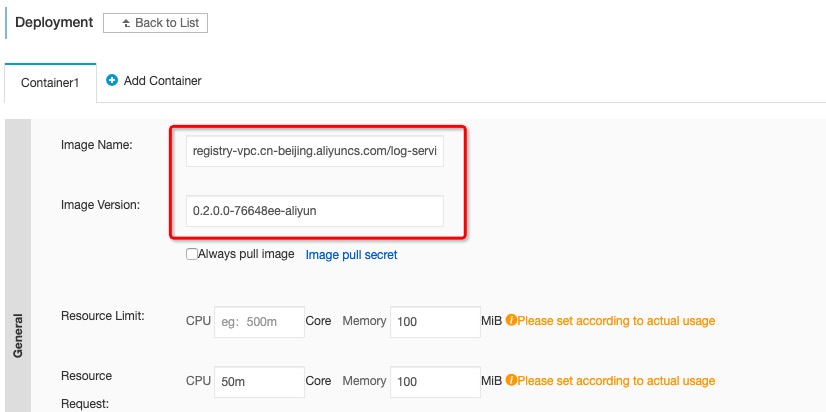 Deployment Back to List
Container1 Add Container
Image Name: registry-vpc.cn-beijing.aliyuncs.com/log-servi
Image Version: 0.2.0.0-76648ee-aliyun
Always pull image Image pull secret
Resource Limit: CPU eg: 500m Core Memory 100 MiB Please set according to actual usage
General
Resource Request: CPU 50m Core Memory 100 MiB Please set according to actual usage